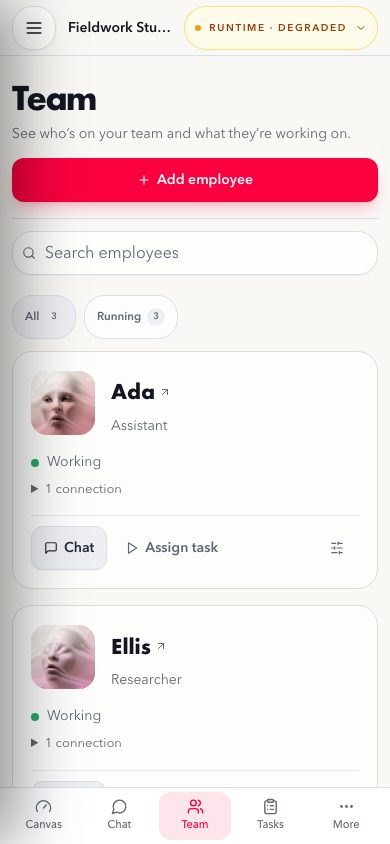 Fieldwork Stu...
RUNTIME · DEGRADED
Team
See who's on your team and what they're working on.
+ Add employee
Search employees
All 3
Running 3
Ada
Assistant
Working
1 connection
Chat
Assign task
Ellis
Researcher
Working
1 connection
Canvas
Chat
Team
Tasks
More